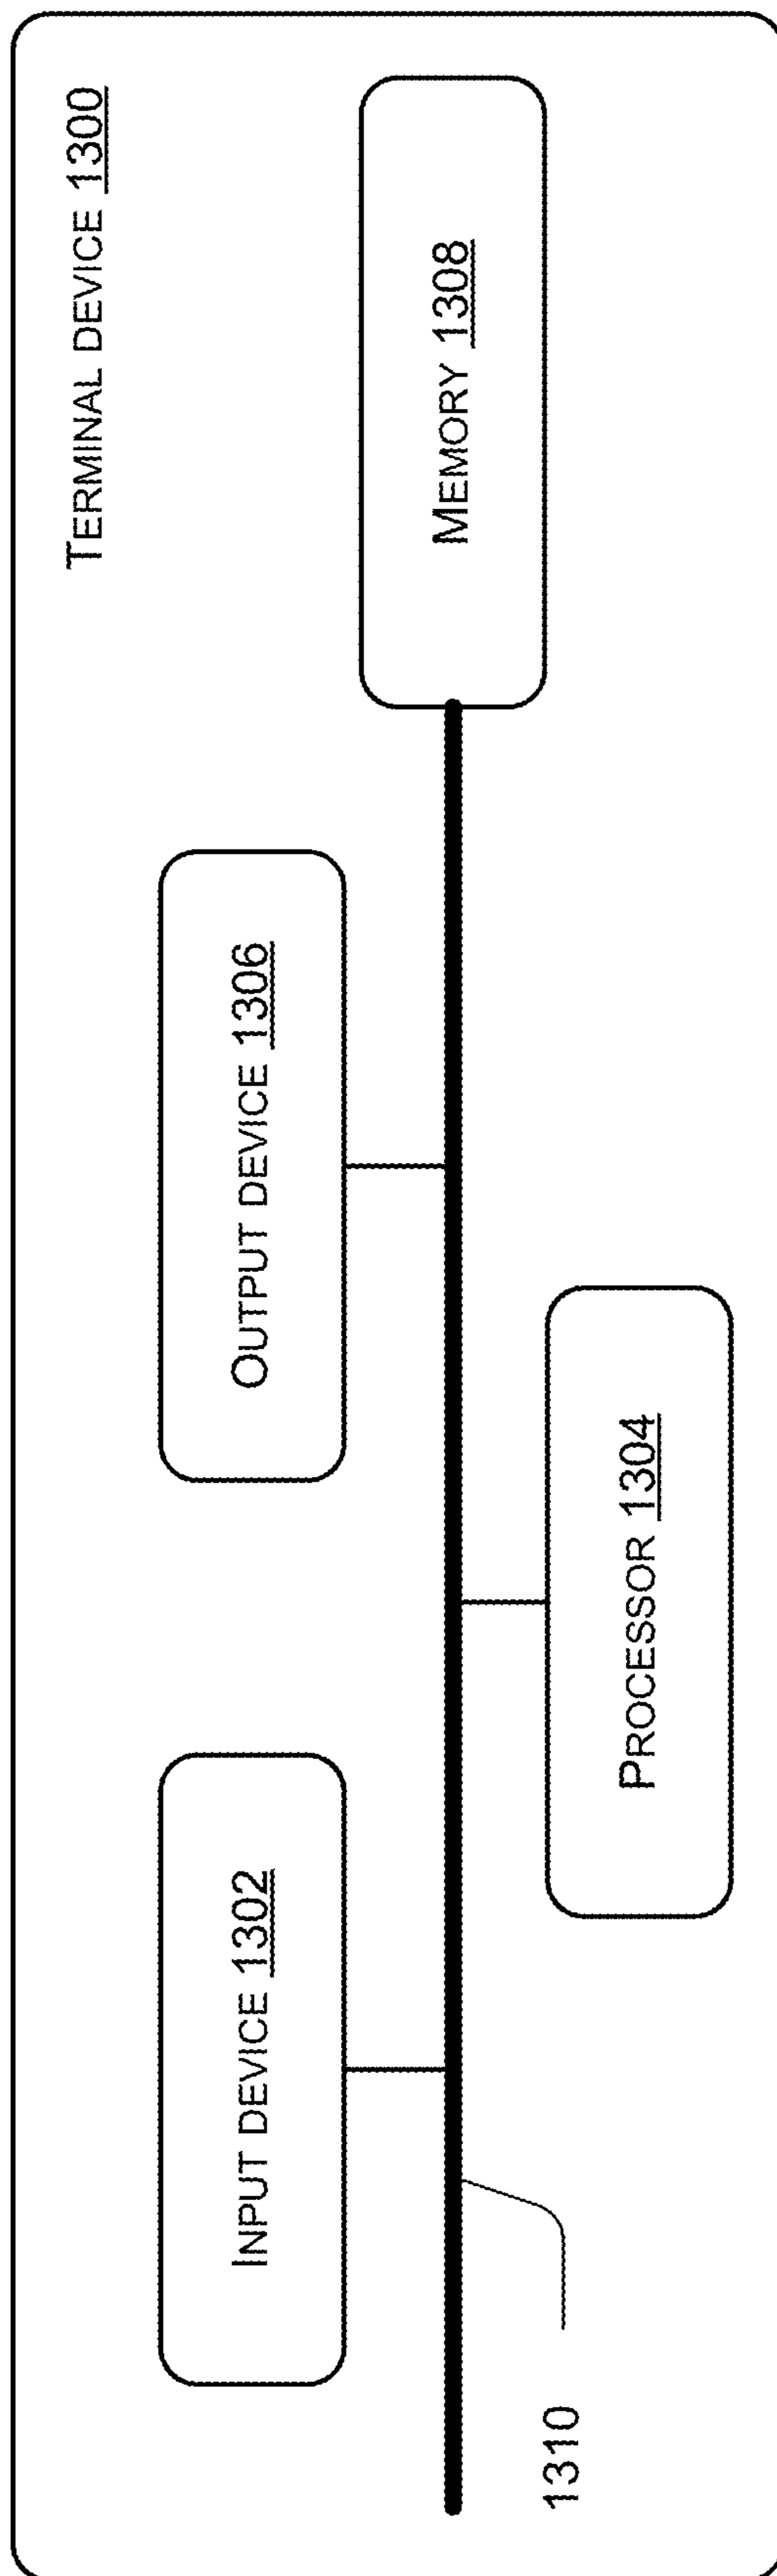 TERMINAL DEVICE 1300
INPUT DEVICE 1302
OUTPUT DEVICE 1306
MEMORY 1308
PROCESSOR 1304
1310